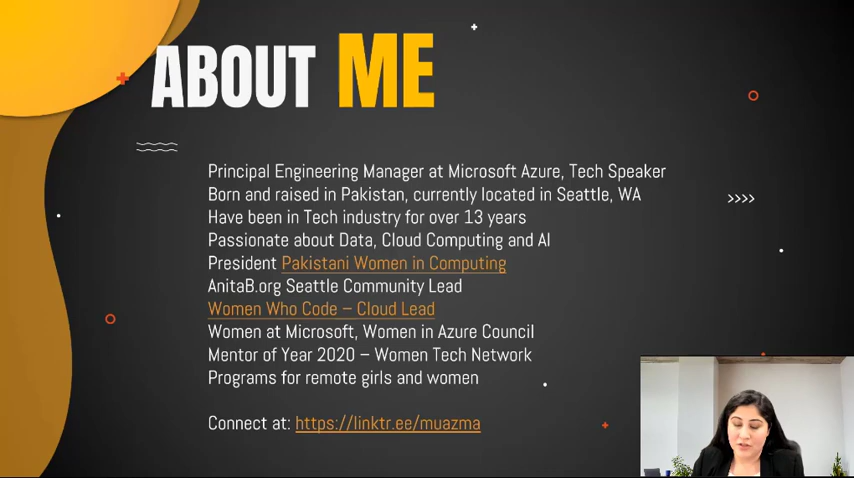 ABOUT ME
Principal Engineering Manager at Microsoft Azure, Tech Speaker
Born and raised in Pakistan, currently located in Seattle, WA
Have been in Tech industry for over 13 years
Passionate about Data, Cloud Computing and AI
President Pakistani Women in Computing
AnitaB.org Seattle Community Lead
Women Who Code – Cloud Lead
Women at Microsoft, Women in Azure Council
Mentor of Year 2020 – Women Tech Network
Programs for remote girls and women
Connect at: https://linktr.ee/muazma